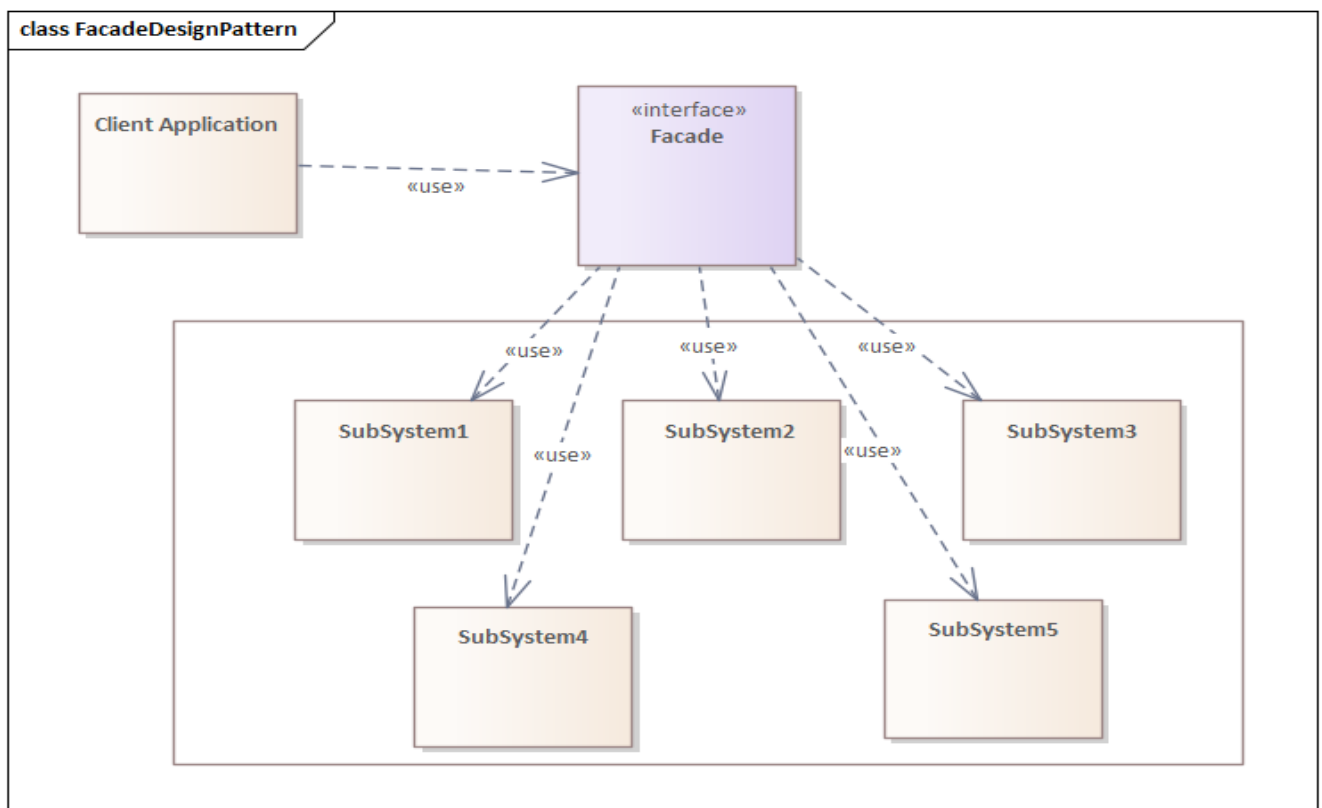 class FacadeDesignPattern
Client Application
«interface»
Facade
«use»
«use»
«use»
«use»
SubSystem1
SubSystem2
SubSystem3
«use»
«use»
SubSystem4
SubSystem5